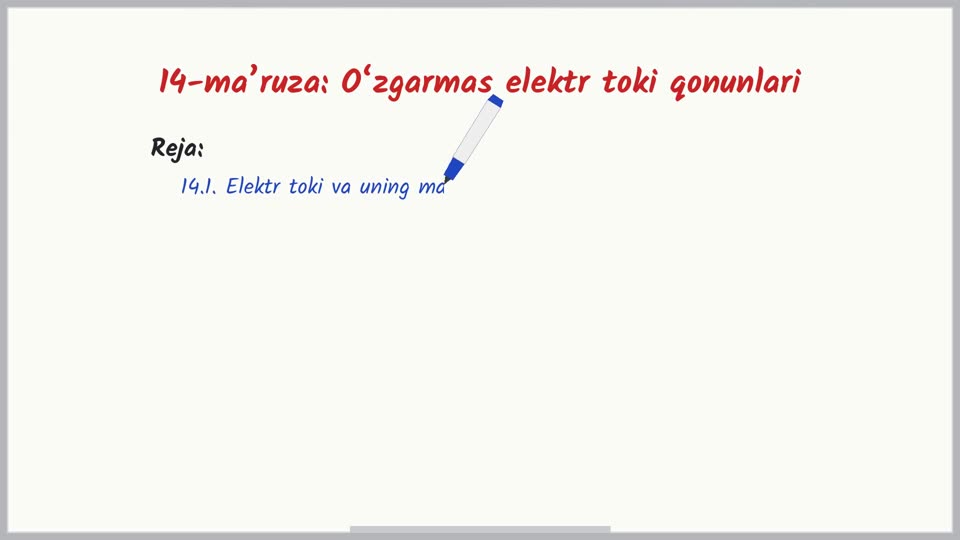 14-ma’ruza: O‘zgarmas elektr toki qonunlari
Reja:
14.1. Elektr toki va uning ma